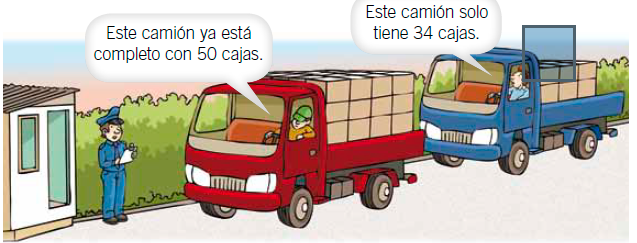 Este camión ya está
completo con 50 cajas.
Este camión solo
tiene 34 cajas.